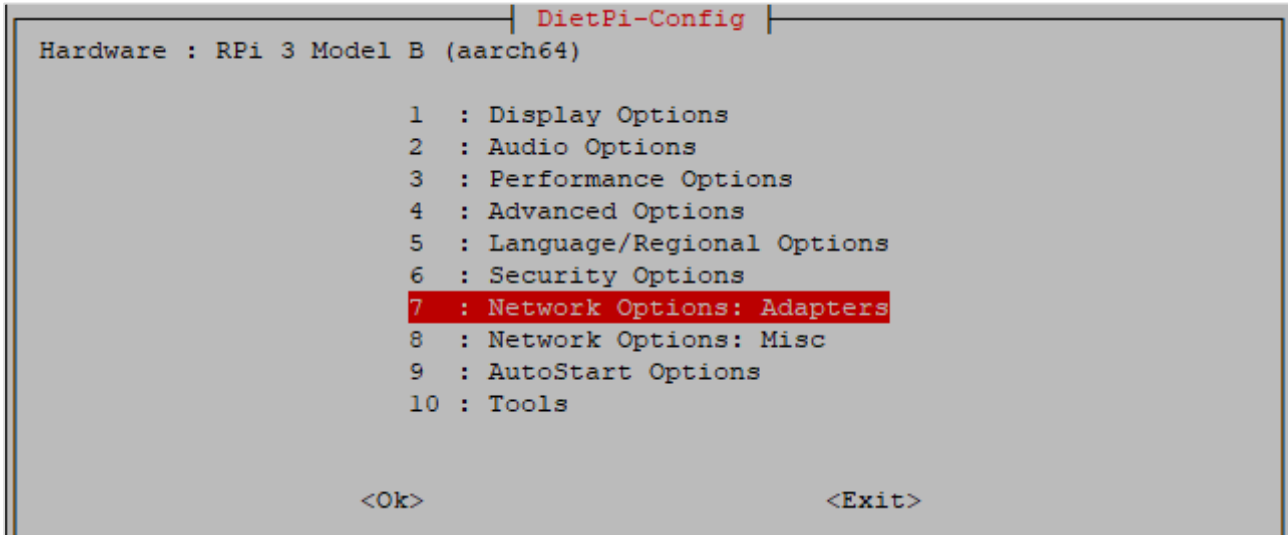 DietPi-Config
Hardware : RPi 3 Model B (aarch64)
1 : Display Options
2 : Audio Options
3 : Performance Options
4 : Advanced Options
5 : Language/Regional Options
6 : Security Options
7 : Network Options: Adapters
8 : Network Options: Misc
9 : AutoStart Options
10 : Tools
<Ok> <Exit>